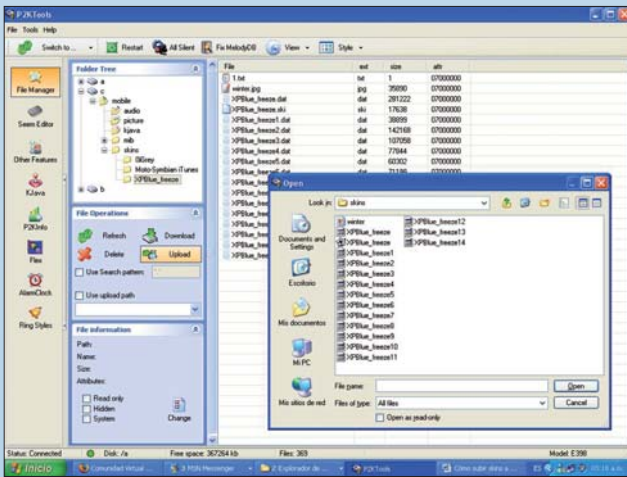 P2KTools
File Tools Help
Switch to ... Restart All Silent Fix MelodyDB View Style
File Manager
Seem Editor
Other Features
KJava
P2KInfo
Flex
AlarmClock
Ring Styles
Folder Tree
a
c
mobile
audio
picture
kjava
mib
skins
Moto-Symbian iTunes
XPBlue_freeze
b
File Operations
Refresh Download
Delete Upload
Use Search pattern:
Use upload path
File Information
Path:
Name:
Size:
Attributes:
Read only
Hidden
System
Change
File ext size attr
1.txt txt 1 07000000
winter.jpg jpg 35890 07000000
XPBlue_freeze.dat dat 281222 07000000
XPBlue_freeze.ski ski 17638 07000000
XPBlue_freeze1.dat dat 38899 07000000
XPBlue_freeze2.dat dat 142168 07000000
XPBlue_freeze3.dat dat 107058 07000000
XPBlue_freeze4.dat dat 77844 07000000
XPBlue_freeze5.dat dat 60302 07000000
Open
Look in: skins
Documents and Settings
Escritorio
Mis documentos
Mi PC
Mis sitios de red
winter
XPBlue_freeze
XPBlue_freeze
XPBlue_freeze1
XPBlue_freeze2
XPBlue_freeze3
XPBlue_freeze4
XPBlue_freeze5
XPBlue_freeze6
XPBlue_freeze7
XPBlue_freeze8
XPBlue_freeze9
XPBlue_freeze10
XPBlue_freeze11
XPBlue_freeze12
XPBlue_freeze13
XPBlue_freeze14
File name: Open
Files of type: All files Cancel
Open as read-only
Status: Connected Disk: /a Free space: 367264 kb Files: 369 Model: E398
Inicio Comunidad Virtual ... 3 MSN Messenger 2 Explorador de ... P2KTools Cómo subir skins a ... ES